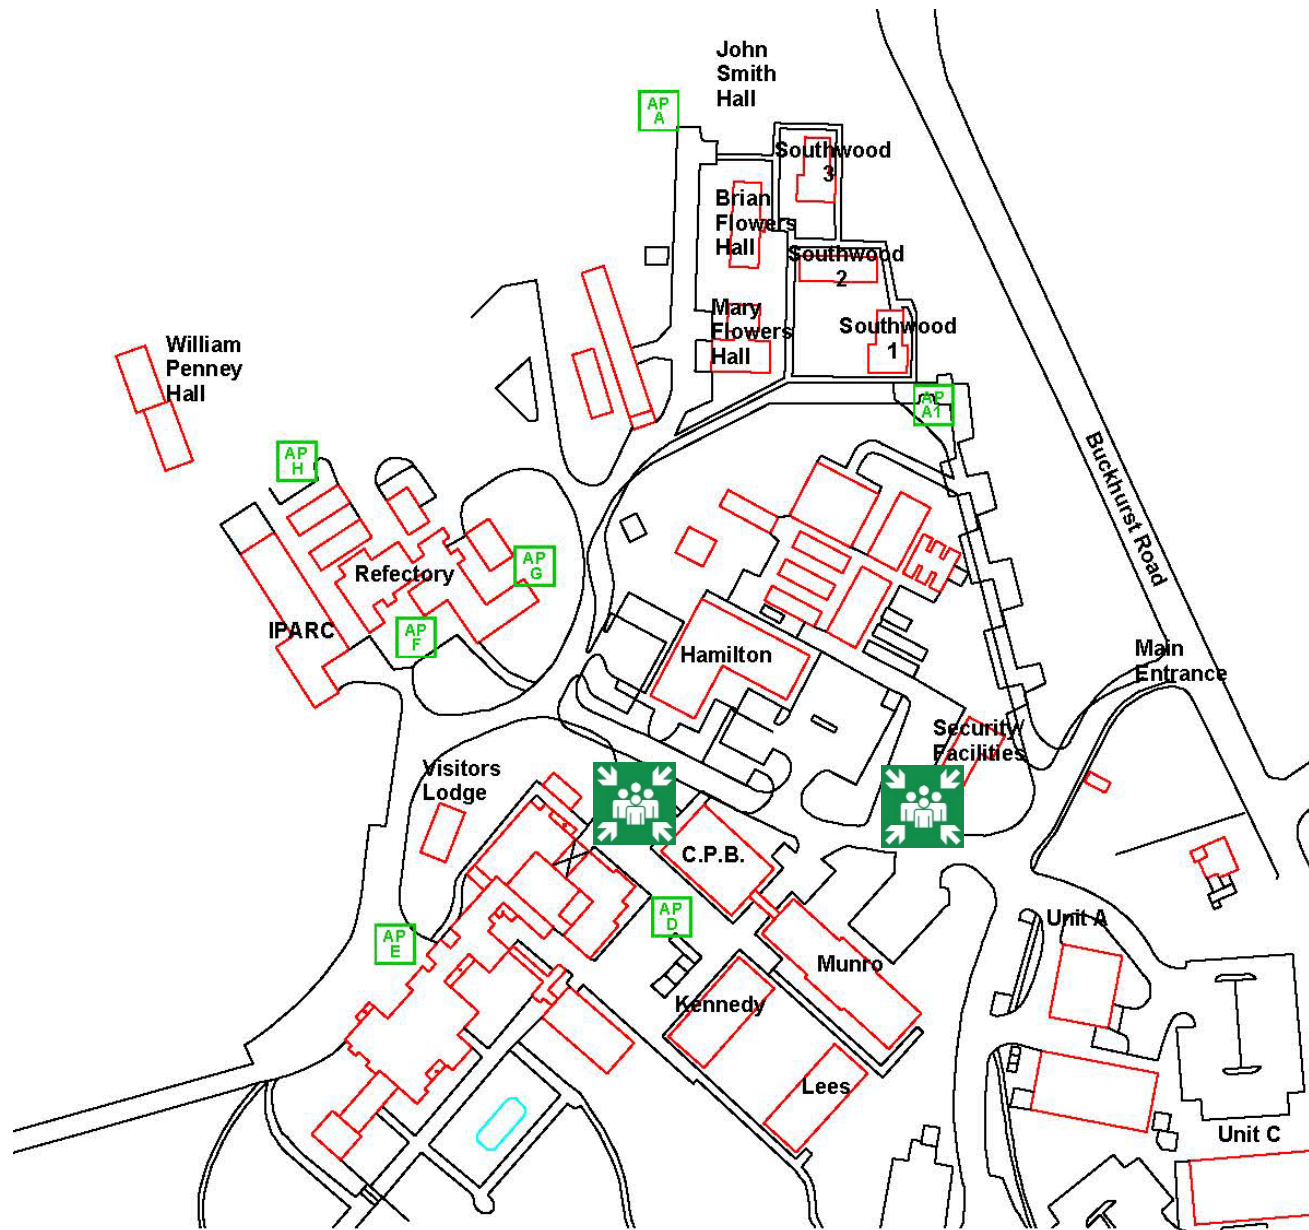 John
Smith
Hall
AP
A
Southwood
3
Brian
Flowers
Hall
Southwood
2
Mary
Flowers
Hall
Southwood
1
William
Penney
Hall
AP
A1
Buckhurst Road
AP
H
AP
G
Refectory
IPARC
AP
F
Hamilton
Main
Entrance
Security/
Facilities
Visitors
Lodge
C.P.B.
AP
D
AP
E
Unit A
Munro
Kennedy
Lees
Unit C